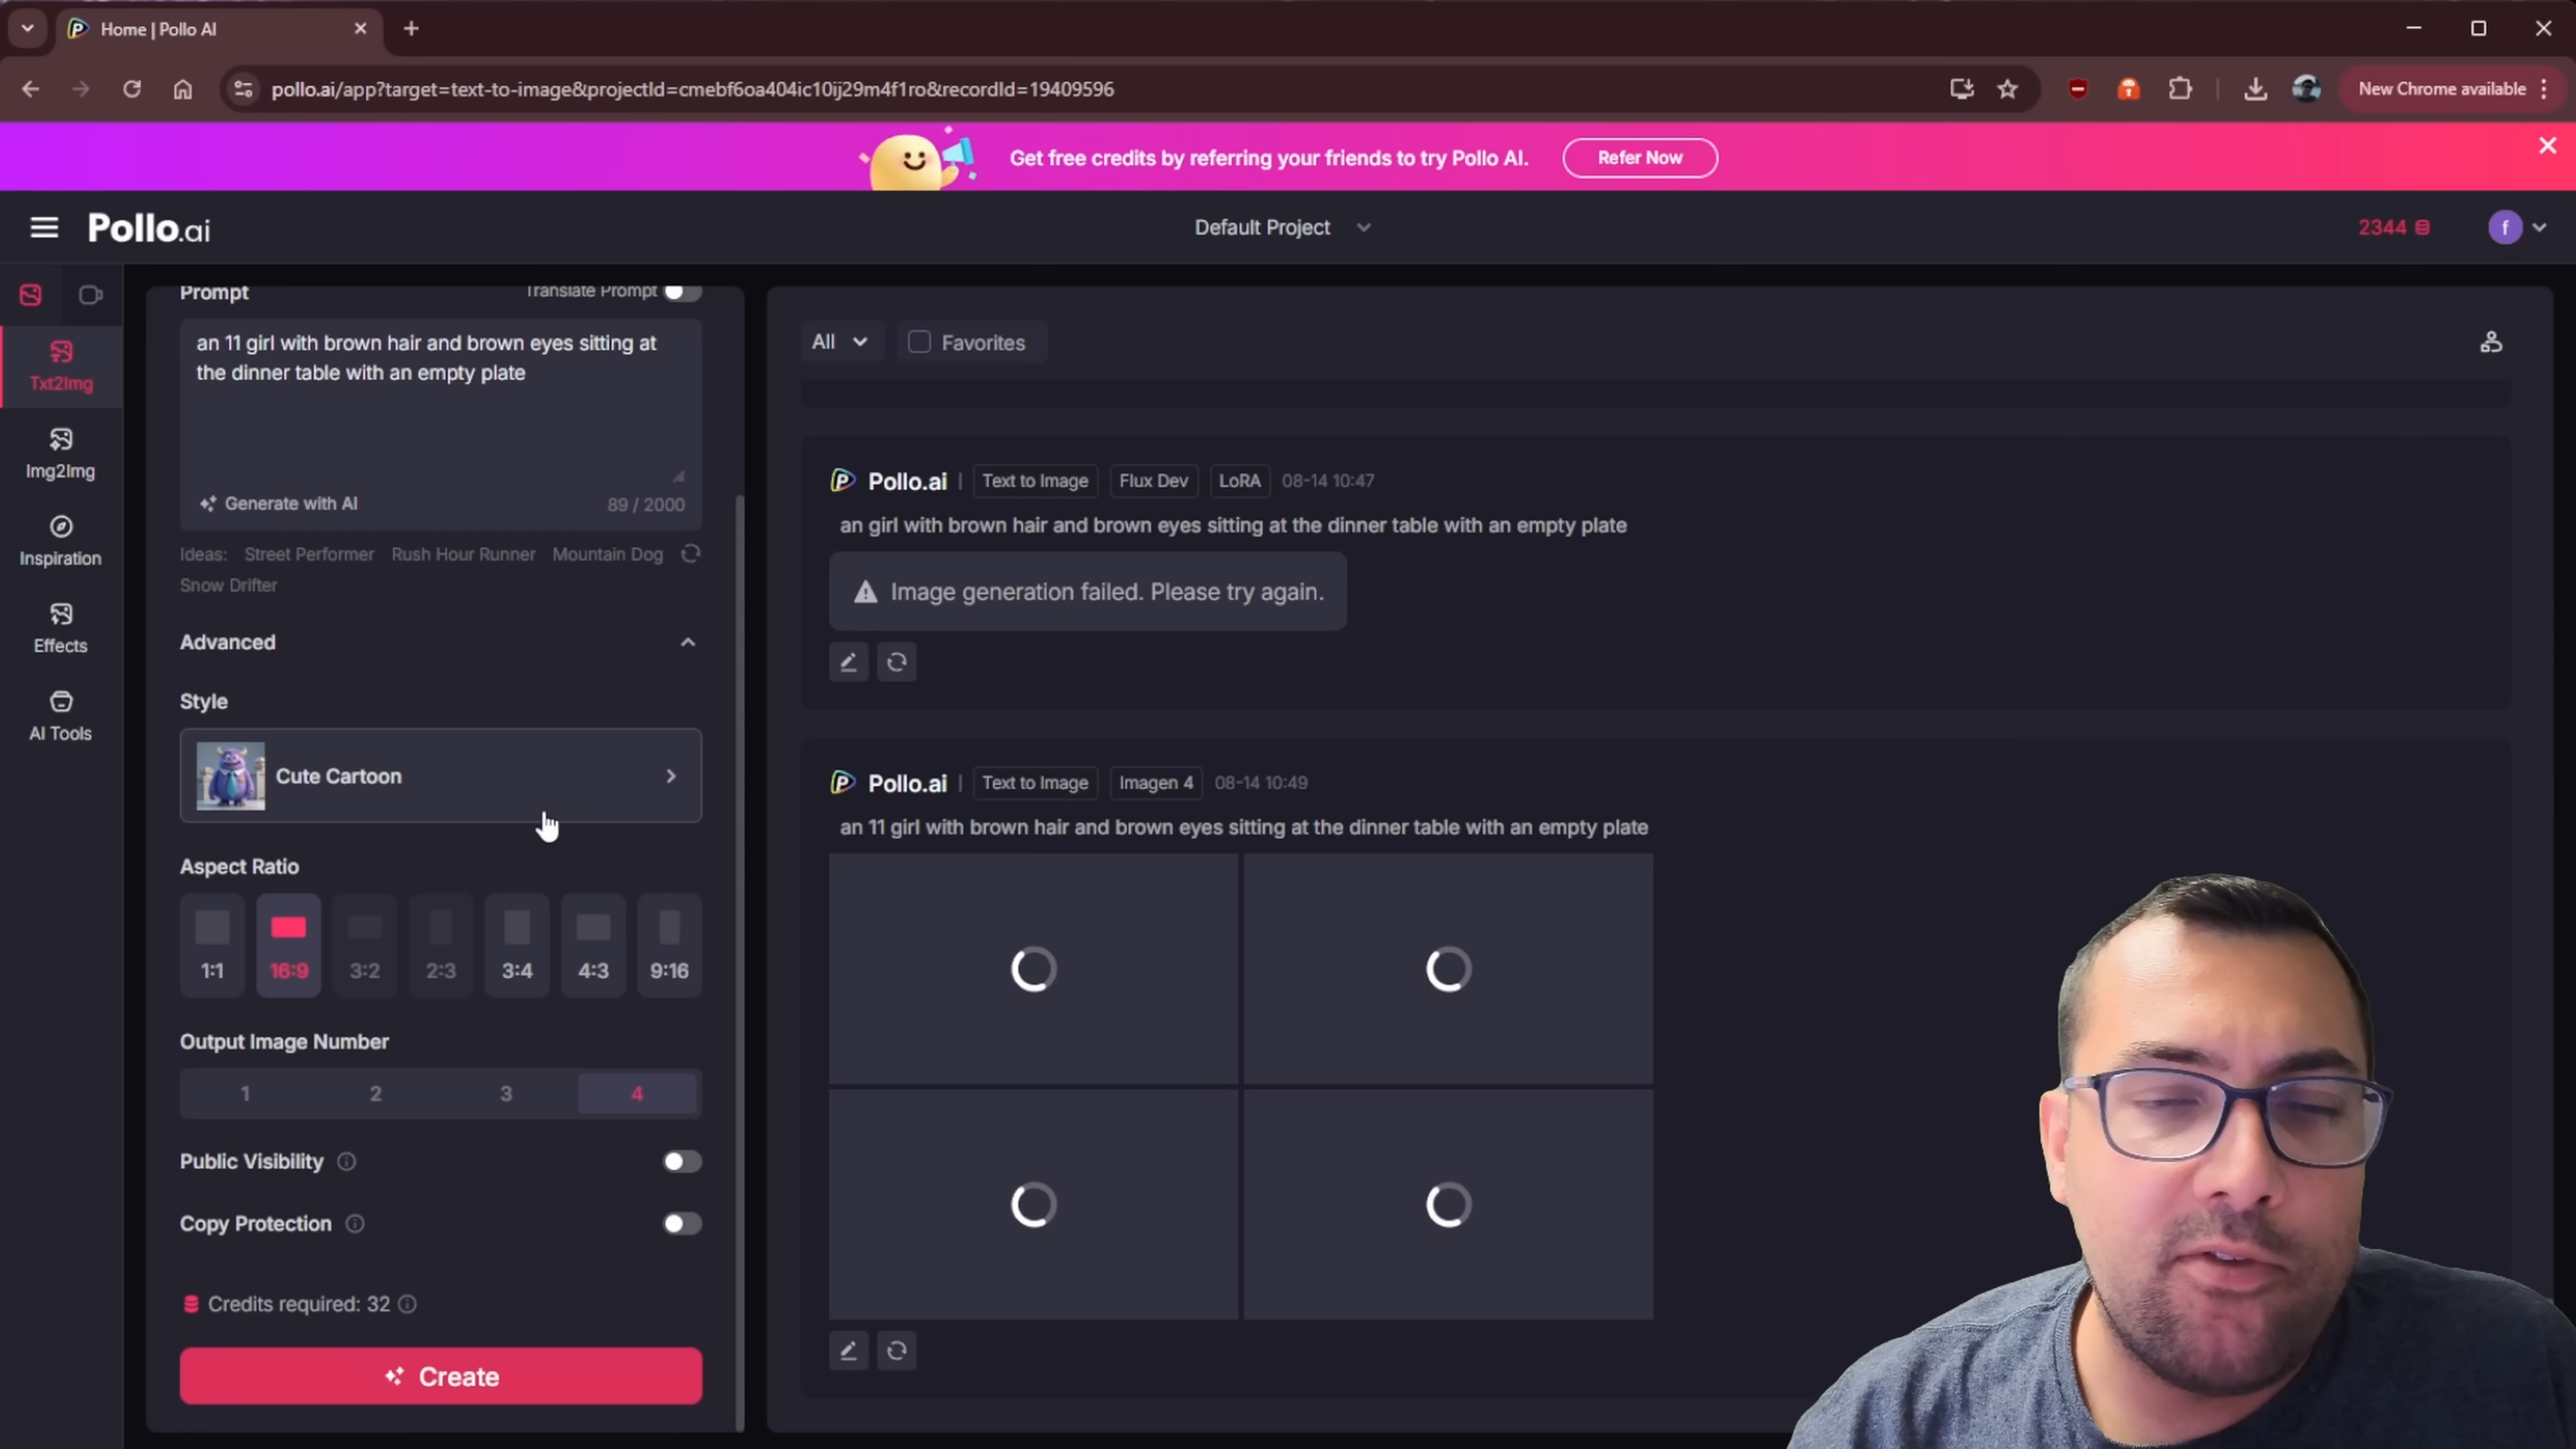 Home | Pollo AI
pollo.ai/app?target=text-to-image&projectId=cmebf6oa404ic10ij29m4f1ro&recordId=19409596
New Chrome available
Get free credits by referring your friends to try Pollo AI.
Refer Now
Pollo.ai
Default Project
2344
f
Txt2Img
Img2Img
Inspiration
Effects
AI Tools
Prompt
Translate Prompt
an 11 girl with brown hair and brown eyes sitting at
the dinner table with an empty plate
Generate with AI
89 / 2000
Ideas: Street Performer Rush Hour Runner Mountain Dog
Snow Drifter
Advanced
Style
Cute Cartoon
Aspect Ratio
1:1 16:9 3:2 2:3 3:4 4:3 9:16
Output Image Number
1 2 3 4
Public Visibility
Copy Protection
Credits required: 32
Create
All
Favorites
Pollo.ai | Text to Image Flux Dev LoRA 08-14 10:47
an girl with brown hair and brown eyes sitting at the dinner table with an empty plate
Image generation failed. Please try again.
Pollo.ai | Text to Image Imagen 4 08-14 10:49
an 11 girl with brown hair and brown eyes sitting at the dinner table with an empty plate